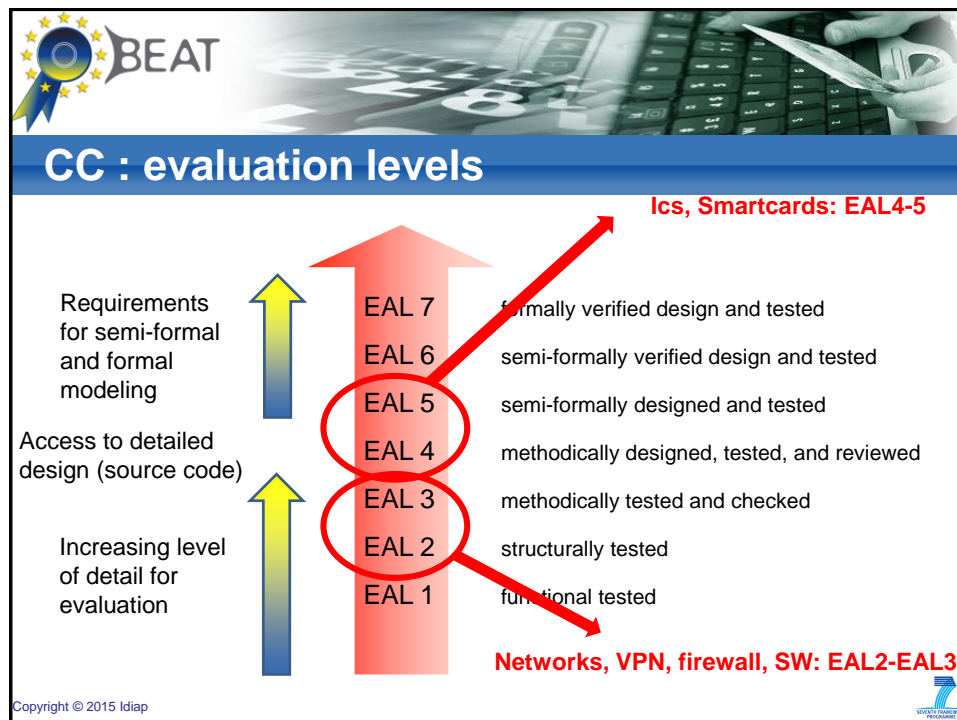 BEAT
CC : evaluation levels
Ics, Smartcards: EAL4-5
Requirements
for semi-formal
and formal
modeling
Access to detailed
design (source code)
Increasing level
of detail for
evaluation
EAL 7 formally verified design and tested
EAL 6 semi-formally verified design and tested
EAL 5 semi-formally designed and tested
EAL 4 methodically designed, tested, and reviewed
EAL 3 methodically tested and checked
EAL 2 structurally tested
EAL 1 functional tested
Networks, VPN, firewall, SW: EAL2-EAL3
Copyright © 2015 Idiap
SEVENTH FRAMEW
PROGRAMME